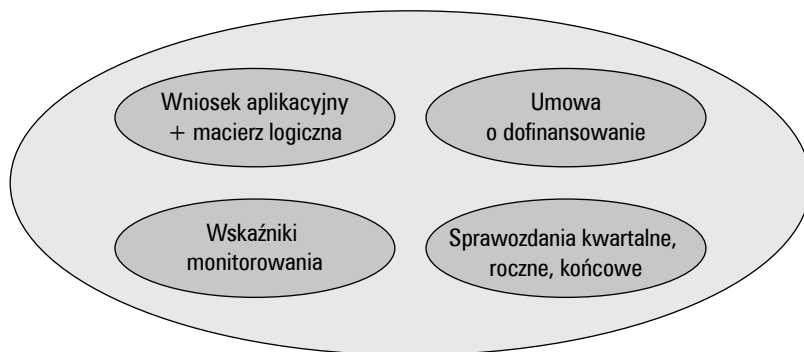 Wniosek aplikacyjny
+ macierz logiczna
Umowa
o dofinansowanie
Wskaźniki
monitorowania
Sprawozdania kwartalne,
roczne, końcowe